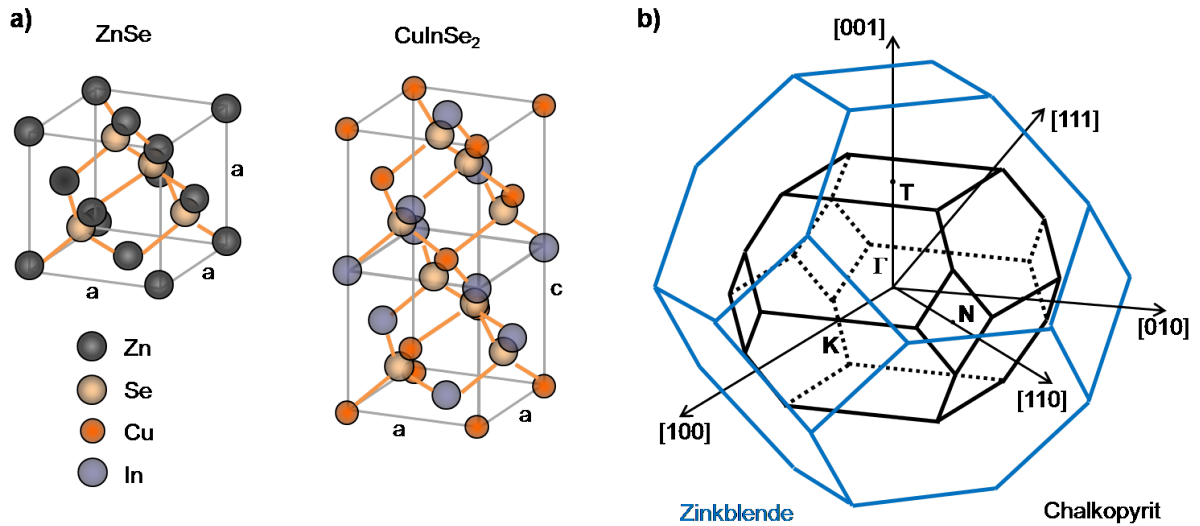 a)
ZnSe
CuInSe₂
a
a
a
c
a
a
Zn
Se
Cu
In
b)
[001]
[111]
T
Γ
N
K
[010]
[110]
[100]
Zinkblende
Chalkopyrit